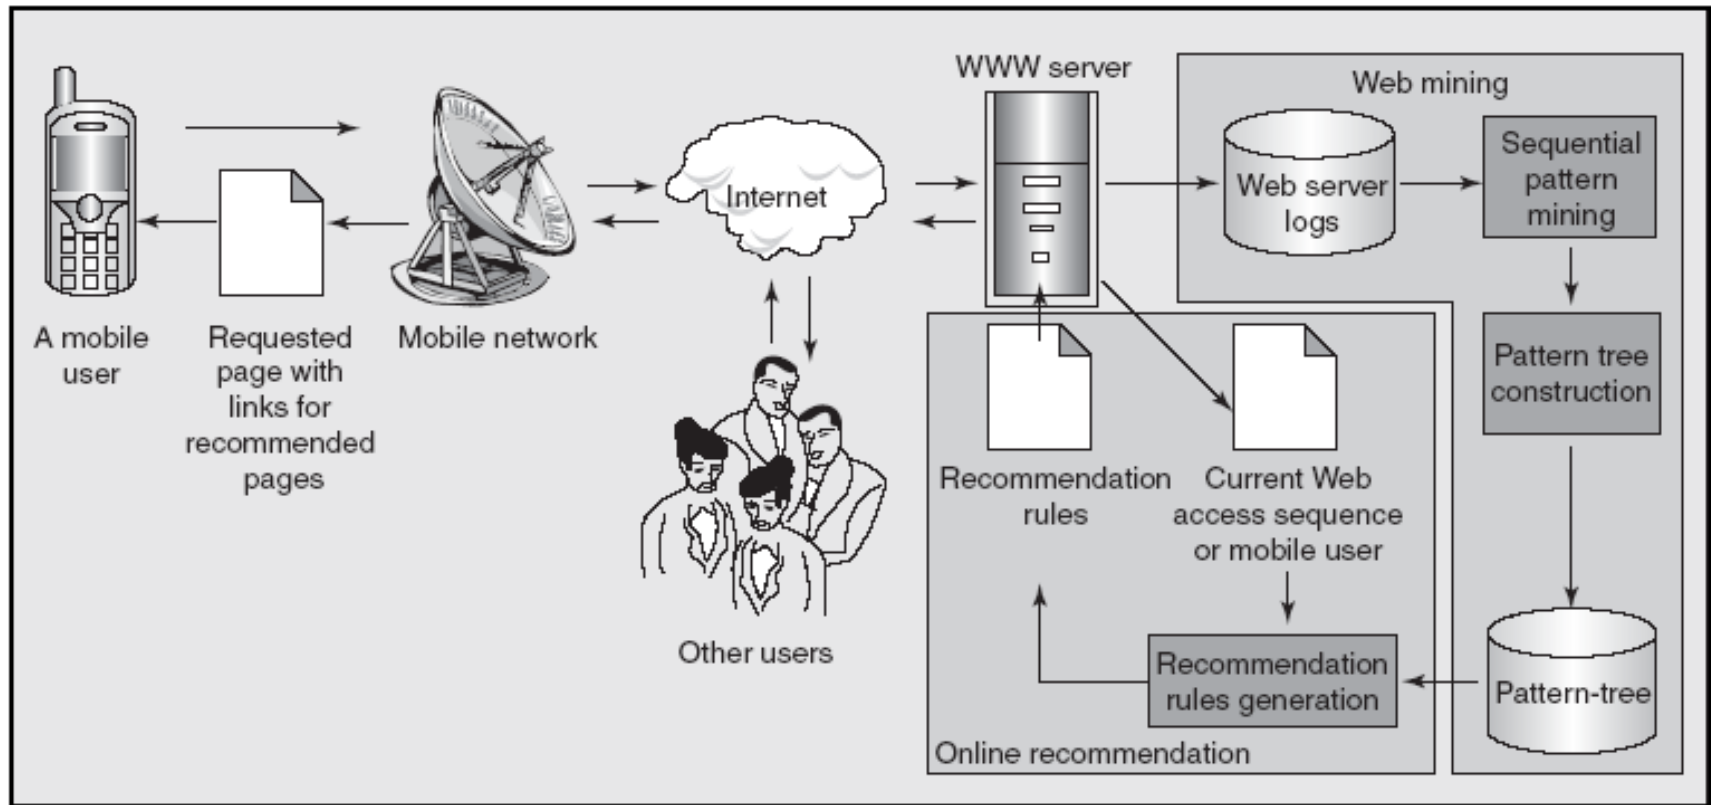 WWW server
Web mining
Sequential
pattern
mining
Web server
logs
Internet
A mobile
user
Requested
page with
links for
recommended
pages
Mobile network
Pattern tree
construction
Recommendation
rules
Current Web
access sequence
or mobile user
Other users
Recommendation
rules generation
Pattern-tree
Online recommendation